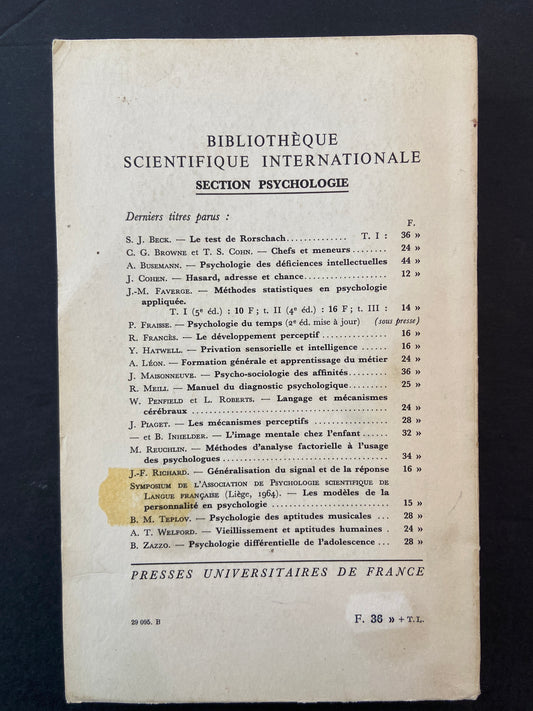 BIBLIOTHÈQUE
SCIENTIFIQUE INTERNATIONALE
SECTION PSYCHOLOGIE
Derniers titres parus :
F.
S. J. BECK. — Le test de Rorschach............... T. I : 36 »
C. G. BROWNE et T. S. COHN. — Chefs et meneurs........ 24 »
A. BUSEMANN. — Psychologie des déficiences intellectuelles 44 »
J. COHEN. — Hasard, adresse et chance.................. 12 »
J.-M. FAVERGE. — Méthodes statistiques en psychologie
appliquée.
T. I (5e éd.) : 10 F ; t. II (4e éd.) : 16 F ; t. III : 14 »
P. FRAISSE. — Psychologie du temps (2e éd. mise à jour) (sous presse)
R. FRANCÈS. — Le développement perceptif .............. 16 »
Y. HATWELL. — Privation sensorielle et intelligence ...... 16 »
A. LÉON. — Formation générale et apprentissage du métier 24 »
J. MAISONNEUVE. — Psycho-sociologie des affinités........ 36 »
R. MEILI. — Manuel du diagnostic psychologique.......... 25 »
W. PENFIELD et L. ROBERTS. — Langage et mécanismes
cérébraux ........................................ 24 »
J. PIAGET. — Les mécanismes perceptifs ................ 28 »
— et B. INHELDER. — L'image mentale chez l'enfant...... 32 »
M. REUCHLIN. — Méthodes d'analyse factorielle à l'usage
des psychologues .................................. 34 »
J.-F. RICHARD. — Généralisation du signal et de la réponse 16 »
SYMPOSIUM DE L'ASSOCIATION DE PSYCHOLOGIE SCIENTIFIQUE DE
LANGUE FRANÇAISE (Liège, 1964). — Les modèles de la
personnalité en psychologie ........................ 15 »
B. M. TEPLOV. — Psychologie des aptitudes musicales .... 28 »
A. T. WELFORD. — Vieillissement et aptitudes humaines . 24 »
B. ZAZZO. — Psychologie différentielle de l'adolescence ... 28 »
PRESSES UNIVERSITAIRES DE FRANCE
29 095. B
F. 36 » + T.L.